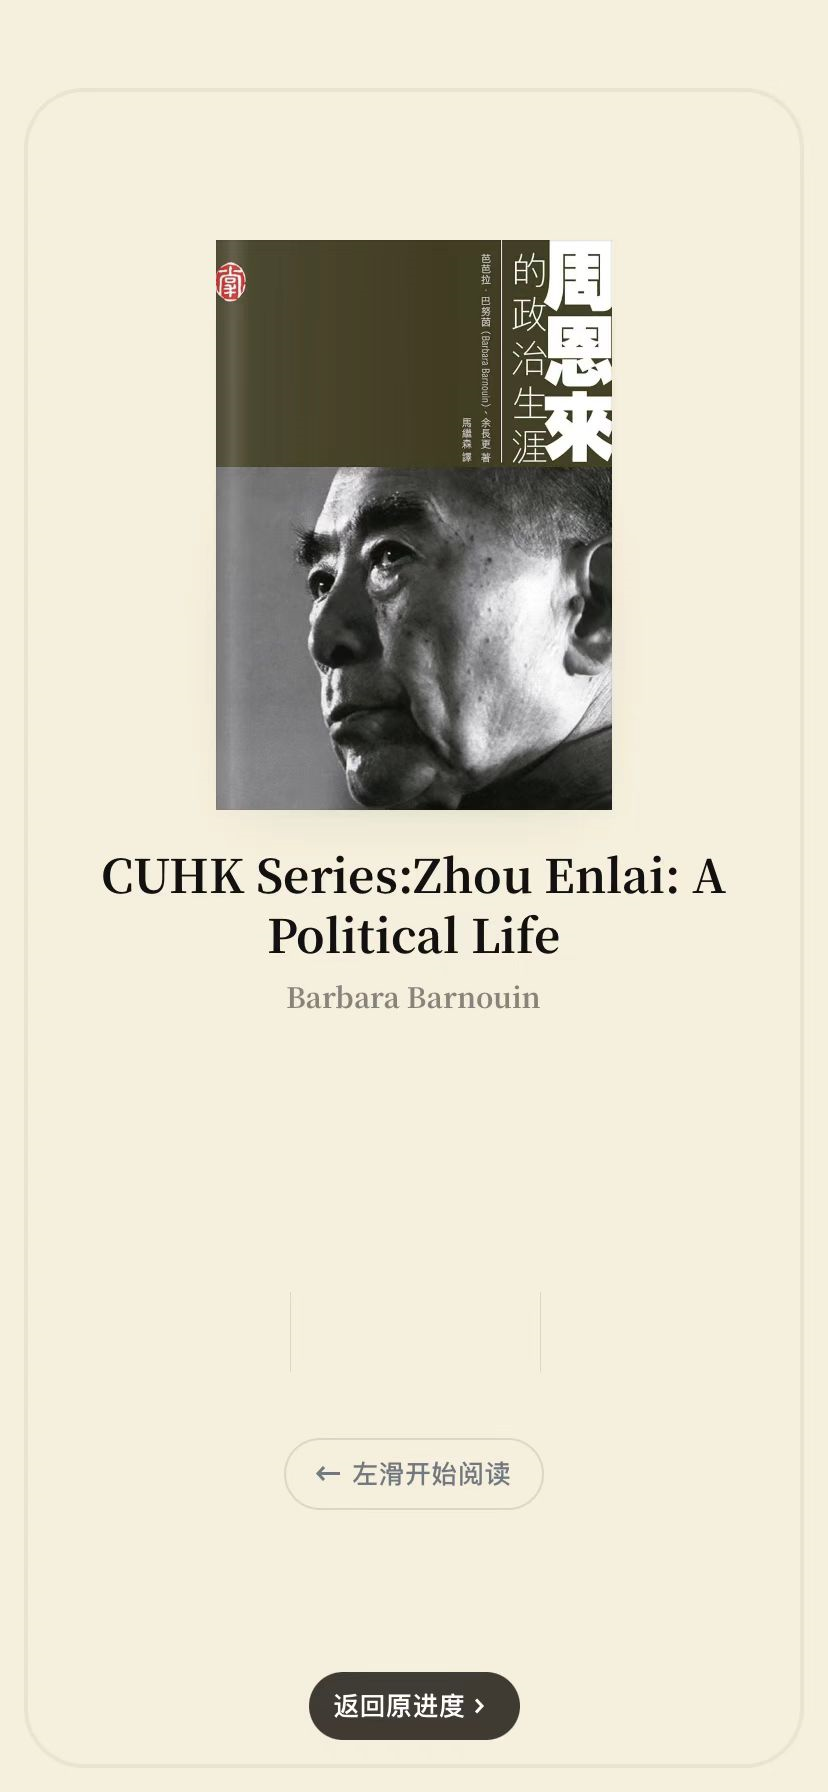 周恩來
的政治生涯
芭芭拉·巴努茵（Barbara Barnouin）、余長更 著
馬繼森 譯
CUHK Series:Zhou Enlai: A
Political Life
Barbara Barnouin
← 左滑开始阅读
返回原进度 ›